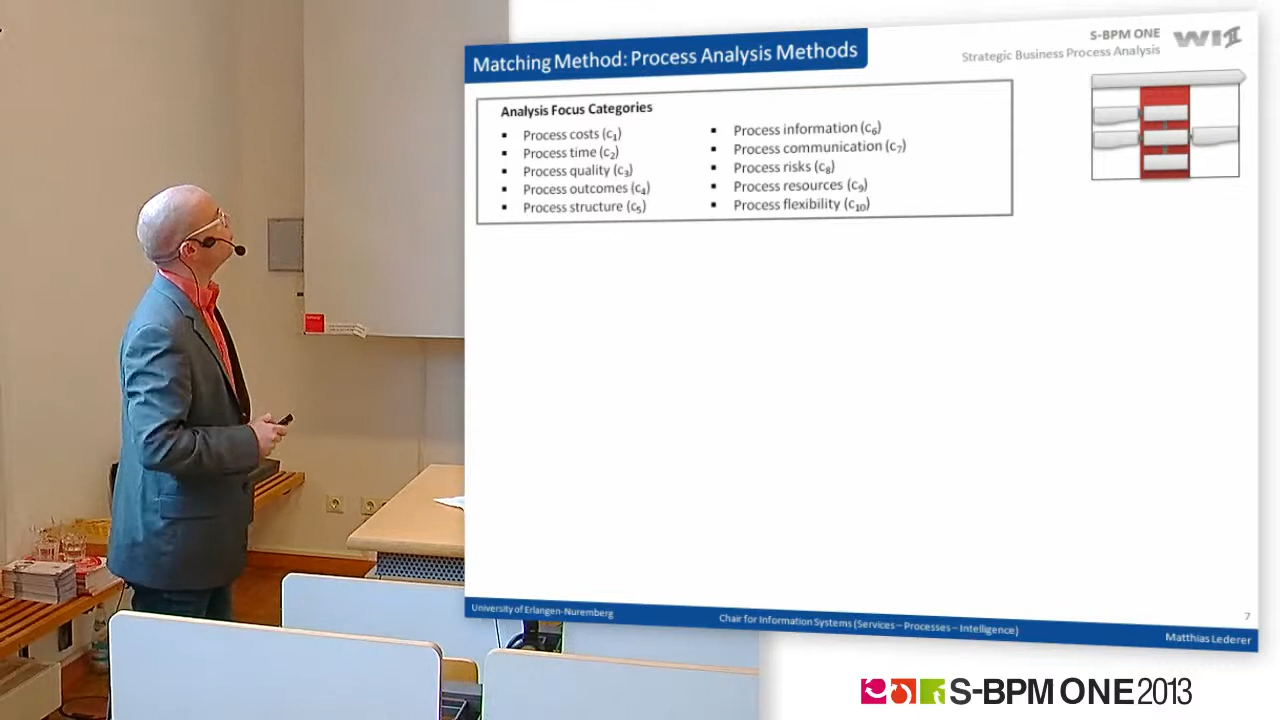 Matching Method: Process Analysis Methods
S-BPM ONE
Strategic Business Process Analysis
Analysis Focus Categories
▪ Process costs (c₁)
▪ Process time (c₂)
▪ Process quality (c₃)
▪ Process outcomes (c₄)
▪ Process structure (c₅)
▪ Process information (c₆)
▪ Process communication (c₇)
▪ Process risks (c₈)
▪ Process resources (c₉)
▪ Process flexibility (c₁₀)
University of Erlangen-Nuremberg
Chair for Information Systems (Services – Processes – Intelligence)
7
Matthias Lederer
S-BPM ONE 2013